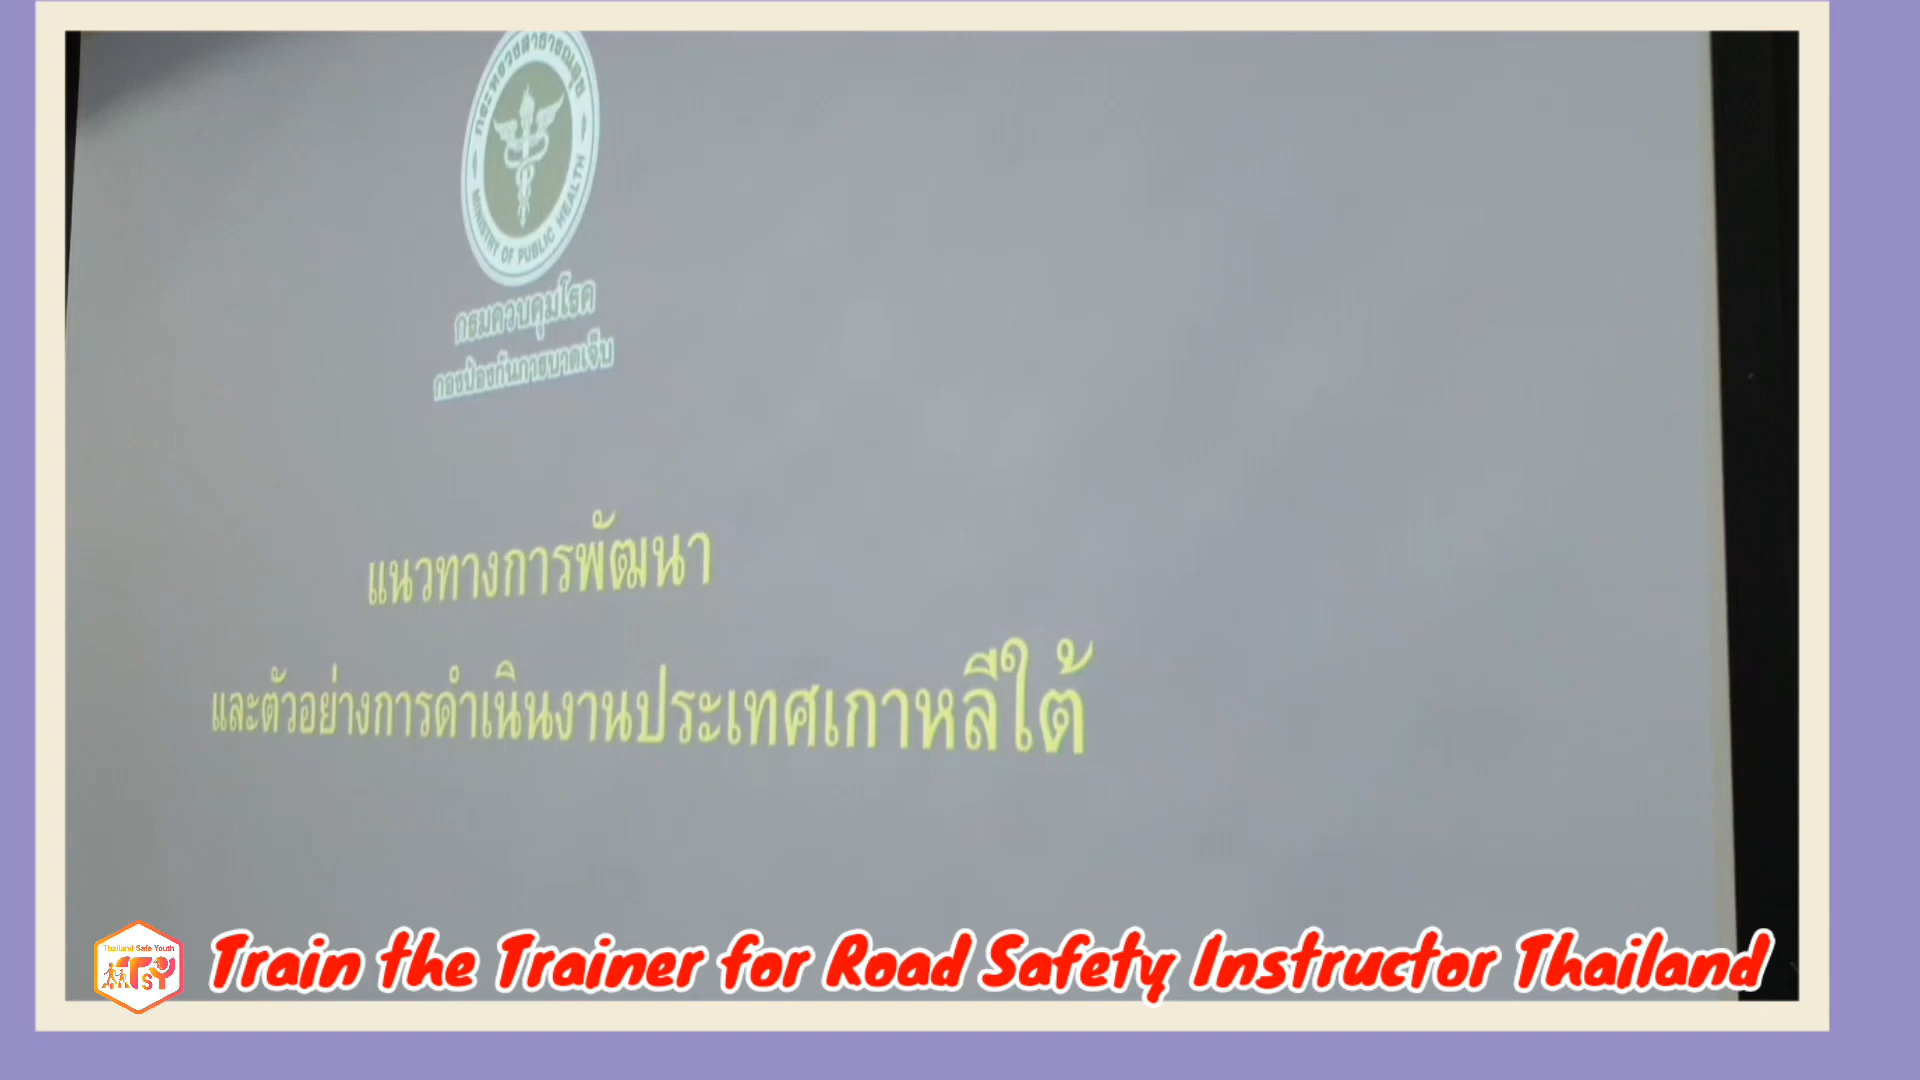 กระทรวงสาธารณสุข
MINISTRY OF PUBLIC HEALTH
กรมควบคุมโรค
กองป้องกันการบาดเจ็บ
แนวทางการพัฒนา
และตัวอย่างการดำเนินงานประเทศเกาหลีใต้
Thailand Safe Youth
TSY
Train the Trainer for Road Safety Instructor Thailand